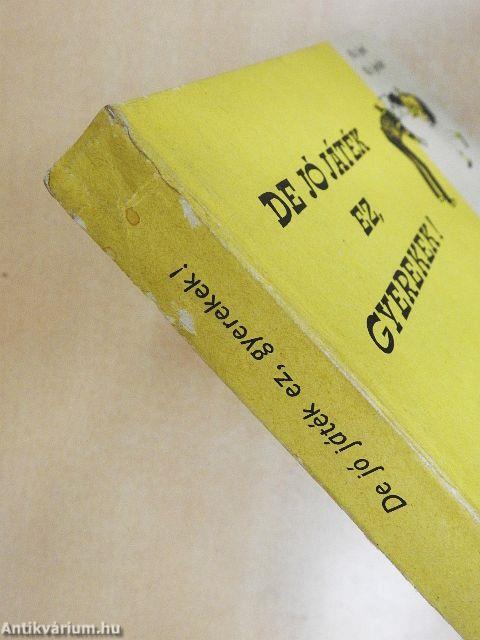 DE JÓ JÁTÉK
EZ,
GYEREKEK!
De jó játék ez, gyerekek!
Antikvárium.hu